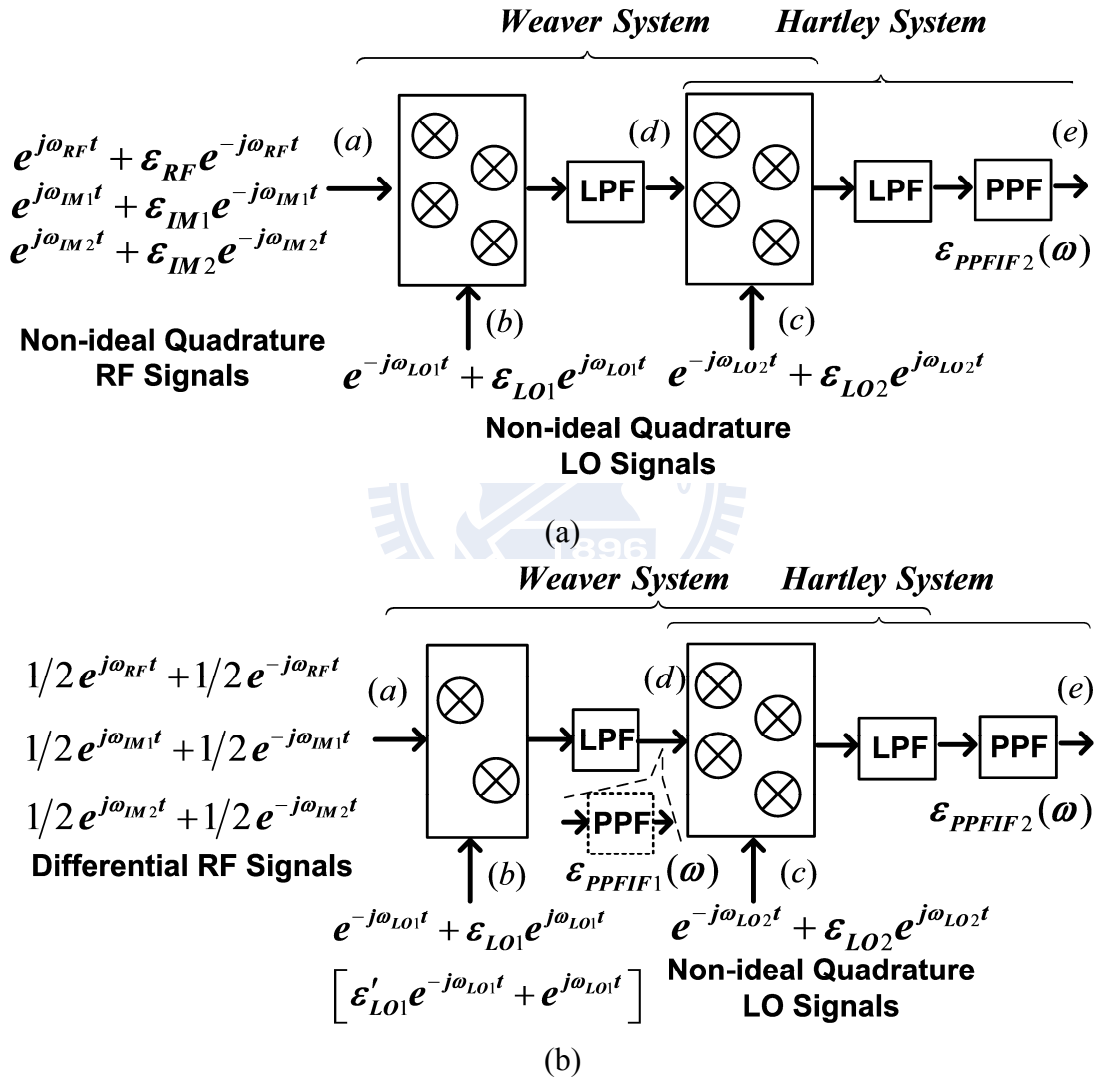 Weaver System Hartley System
(a) (d) (e)
e^{jω_{RF}t} + ε_{RF}e^{-jω_{RF}t}
e^{jω_{IM1}t} + ε_{IM1}e^{-jω_{IM1}t}
e^{jω_{IM2}t} + ε_{IM2}e^{-jω_{IM2}t}
LPF LPF PPF
ε_{PPFIF2}(ω)
Non-ideal Quadrature
RF Signals
(b) (c)
e^{-jω_{LO1}t} + ε_{LO1}e^{jω_{LO1}t} e^{-jω_{LO2}t} + ε_{LO2}e^{jω_{LO2}t}
Non-ideal Quadrature
LO Signals
(a)
1896
Weaver System Hartley System
(a) (d) (e)
1/2 e^{jω_{RF}t} + 1/2 e^{-jω_{RF}t}
1/2 e^{jω_{IM1}t} + 1/2 e^{-jω_{IM1}t}
1/2 e^{jω_{IM2}t} + 1/2 e^{-jω_{IM2}t}
Differential RF Signals
LPF LPF PPF
PPF
ε_{PPFIF1}(ω)
ε_{PPFIF2}(ω)
(b) (c)
e^{-jω_{LO1}t} + ε_{LO1}e^{jω_{LO1}t}
[ε′_{LO1}e^{-jω_{LO1}t} + e^{jω_{LO1}t}]
e^{-jω_{LO2}t} + ε_{LO2}e^{jω_{LO2}t}
Non-ideal Quadrature
LO Signals
(b)